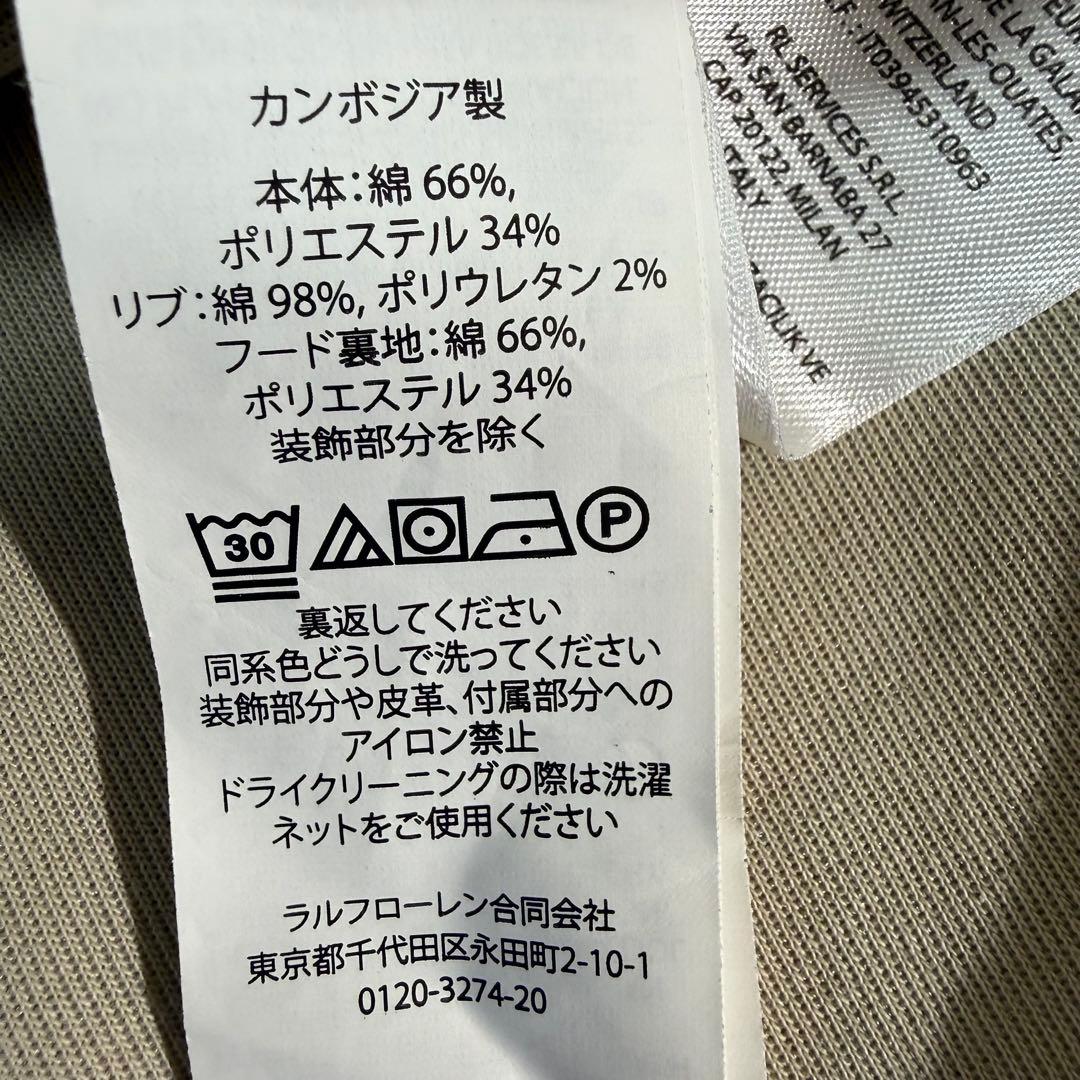 カンボジア製
本体：綿 66%,
ポリエステル 34%
リブ：綿 98%, ポリウレタン 2%
フード裏地：綿 66%,
ポリエステル 34%
装飾部分を除く
30
P
裏返してください
同系色どうしで洗ってください
装飾部分や皮革、付属部分への
アイロン禁止
ドライクリーニングの際は洗濯
ネットをご使用ください
ラルフローレン合同会社
東京都千代田区永田町2-10-1
0120-3274-20
DE LA
-LES-OUATES,
SWITZERLAND
IT03945310963
RL SERVICES S.R.L
VIA SAN BARNABA 27
CAP 20122, MILAN
ITALY
VE